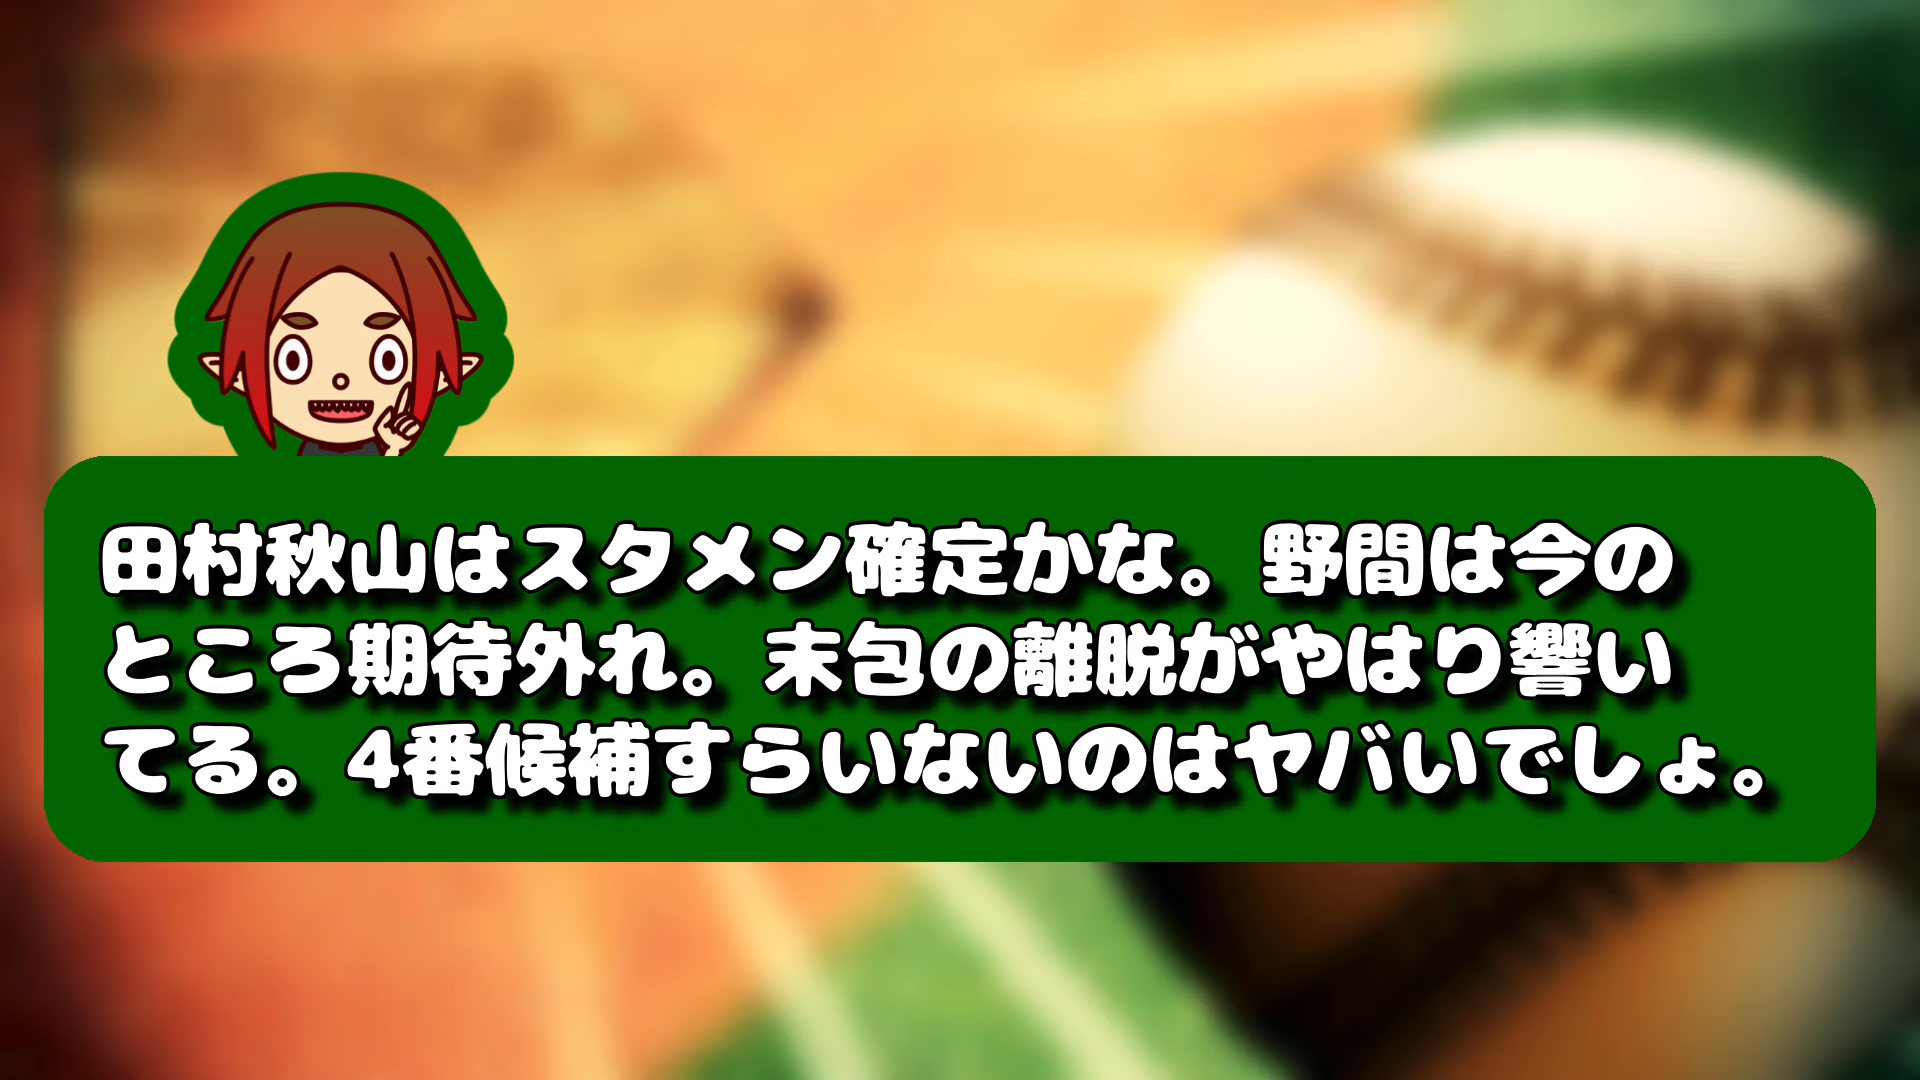 田村秋山はスタメン確定かな。野間は今の
ところ期待外れ。末包の離脱がやはり響い
てる。4番候補すらいないのはヤバいでしょ。